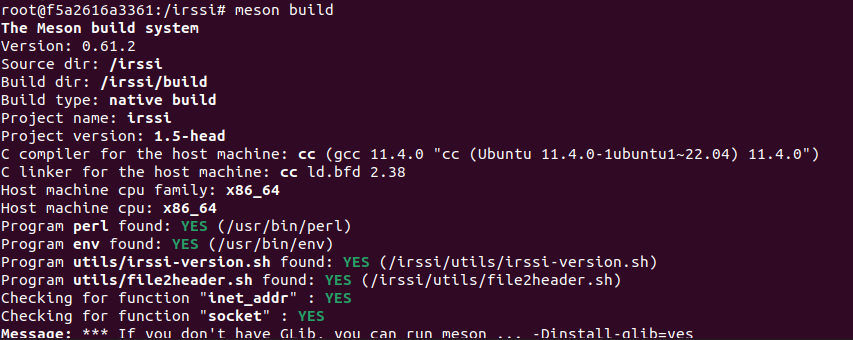 root@f5a2616a3361:/irssi# meson build
The Meson build system
Version: 0.61.2
Source dir: /irssi
Build dir: /irssi/build
Build type: native build
Project name: irssi
Project version: 1.5-head
C compiler for the host machine: cc (gcc 11.4.0 "cc (Ubuntu 11.4.0-1ubuntu1~22.04) 11.4.0")
C linker for the host machine: cc ld.bfd 2.38
Host machine cpu family: x86_64
Host machine cpu: x86_64
Program perl found: YES (/usr/bin/perl)
Program env found: YES (/usr/bin/env)
Program utils/irssi-version.sh found: YES (/irssi/utils/irssi-version.sh)
Program utils/file2header.sh found: YES (/irssi/utils/file2header.sh)
Checking for function "inet_addr" : YES
Checking for function "socket" : YES
Message: *** If you don't have GLib, you can run meson ... -Dinstall-glib=yes